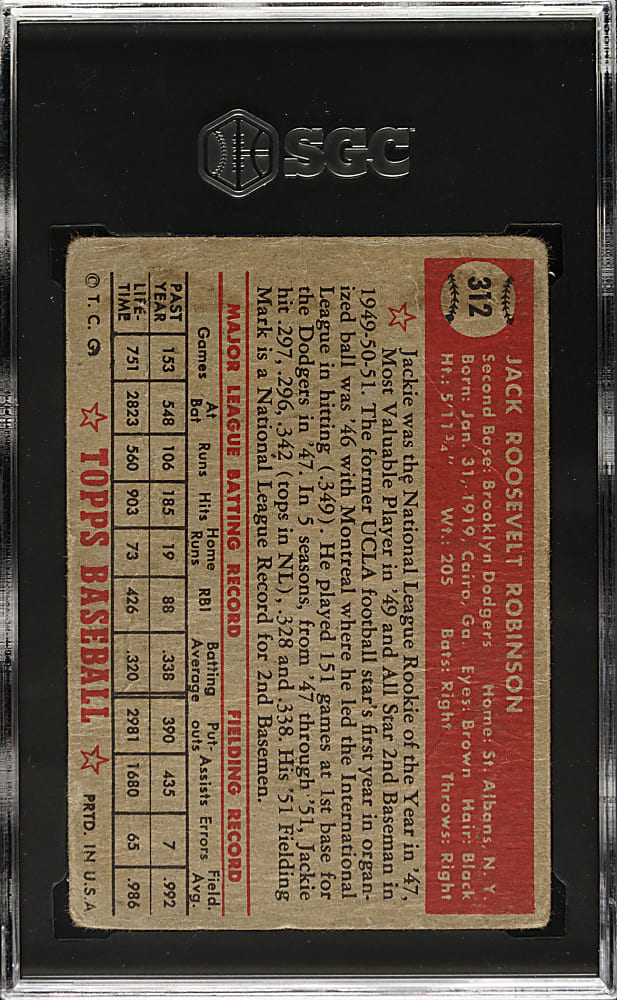 SGC
312
JACK ROOSEVELT ROBINSON
Second Base: Brooklyn Dodgers Home: St. Albans, N. Y.
Born: Jan. 31, 1919, Cairo, Ga. Eyes: Brown Hair: Black
Ht.: 5'11 3/4" Wt.: 205 Bats: Right Throws: Right
Jackie was the National League Rookie of the Year in '47,
Most Valuable Player in '49 and All Star 2nd Baseman in
1949-50-51. The former UCLA football star's first year in organ-
ized ball was '46 with Montreal where he led the International
League in hitting (.349). He played 151 games at 1st base for
the Dodgers in '47. In 5 seasons, from '47 through '51, Jackie
hit .297, .296, .342 (tops in NL), .328 and .338. His '51 Fielding
Mark is a National League Record for 2nd Basemen.
MAJOR LEAGUE BATTING RECORD FIELDING RECORD
Games At Bat Runs Hits Home Runs RBI Batting Average Put-outs Assists Errors Field. Avg.
PAST YEAR 153 548 106 185 19 88 .338 390 435 7 .992
LIFE-TIME 751 2823 560 903 73 426 .320 2981 1680 65 .986
© T. C. G. TOPPS BASEBALL PRTD. IN U.S.A.